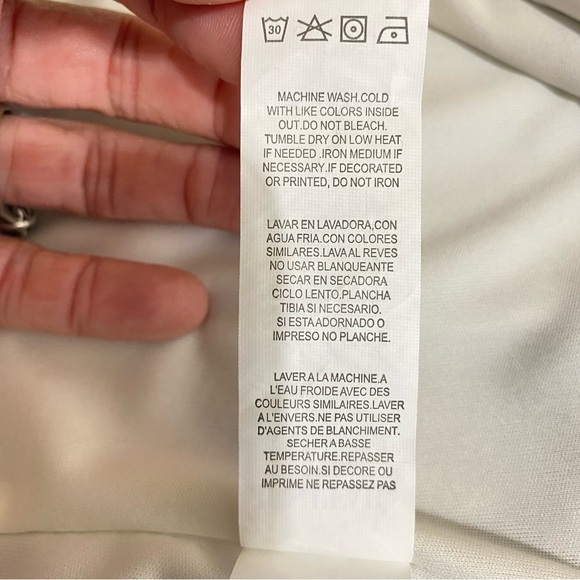 30
MACHINE WASH.COLD
WITH LIKE COLORS INSIDE
OUT.DO NOT BLEACH.
TUMBLE DRY ON LOW HEAT
IF NEEDED .IRON MEDIUM IF
NECESSARY.IF DECORATED
OR PRINTED, DO NOT IRON
LAVAR EN LAVADORA,CON
AGUA FRIA.CON COLORES
SIMILARES.LAVA AL REVES
NO USAR BLANQUEANTE
SECAR EN SECADORA
CICLO LENTO.PLANCHA
TIBIA SI NECESARIO.
SI ESTA ADORNADO O
IMPRESO NO PLANCHE.
LAVER A LA MACHINE.A
L'EAU FROIDE AVEC DES
COULEURS SIMILAIRES.LAVER
A L'ENVERS.NE PAS UTILISER
D'AGENTS DE BLANCHIMENT.
SECHER A BASSE
TEMPERATURE.REPASSER
AU BESOIN.SI DECORE OU
IMPRIME NE REPASSEZ PAS